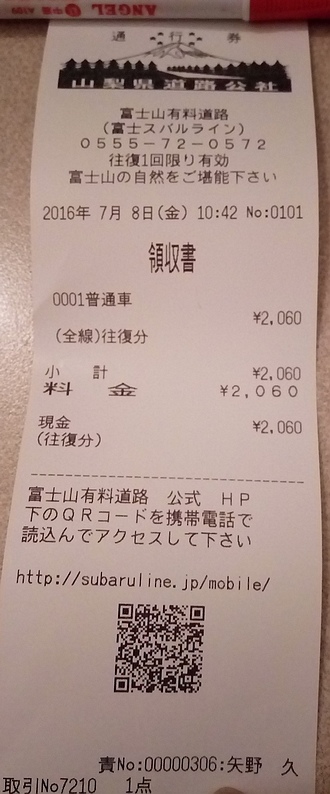 ANGEL
通行券
山梨県道路公社
富士山有料道路
(富士スバルライン)
0555-72-0572
往復1回限り有効
富士山の自然をご堪能下さい
2016年 7月 8日(金) 10:42 No:0101
領収書
0001普通車
¥2,060
(全線)往復分
小 計 ¥2,060
料 金 ¥2,060
現金 ¥2,060
(往復分)
富士山有料道路 公式 HP
下のQRコードを携帯電話で
読込んでアクセスして下さい
http://subaruline.jp/mobile/
責No:00000306:矢野 久
取引No7210 1点